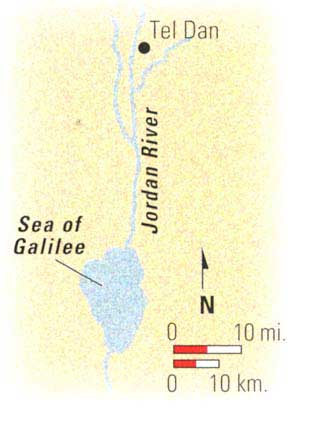 Tel Dan
Jordan River
Sea of
Galilee
N
0 10 mi.
0 10 km.